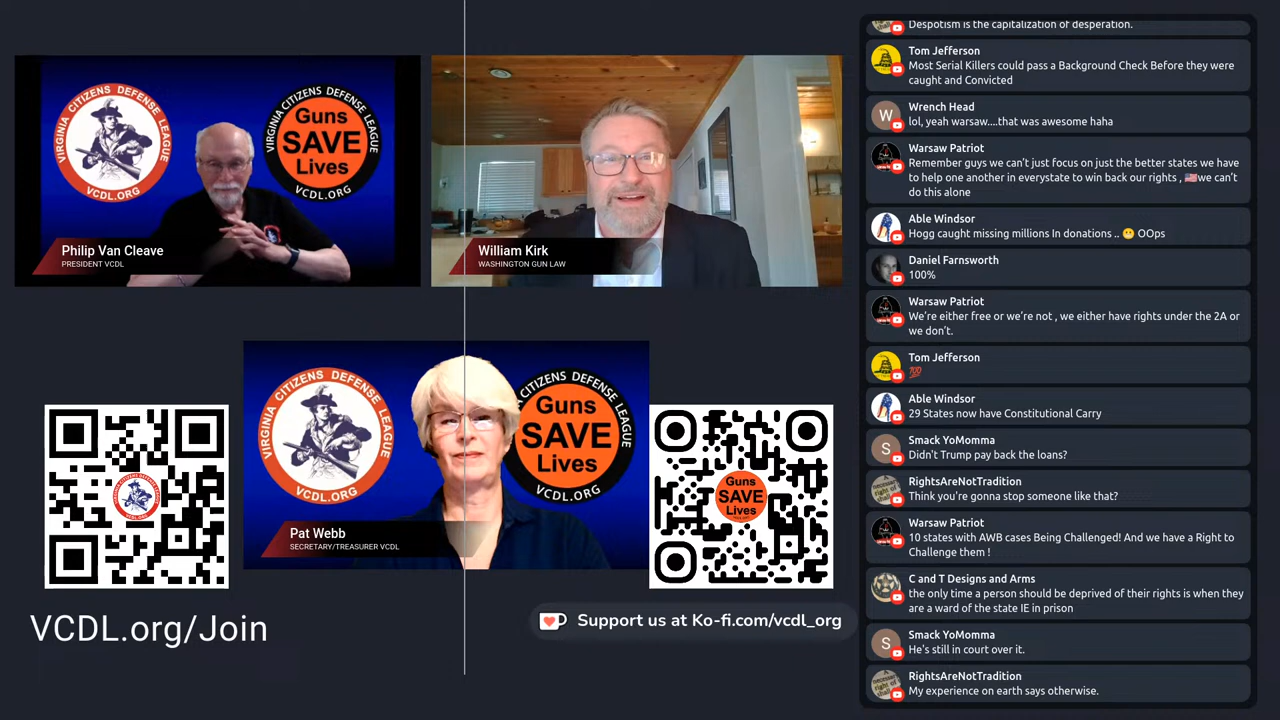 VIRGINIA CITIZENS DEFENSE LEAGUE
VCDL.ORG
VIRGINIA CITIZENS DEFENSE LEAGUE
Guns
SAVE
Lives
VCDL.ORG
Philip Van Cleave
PRESIDENT VCDL
William Kirk
WASHINGTON GUN LAW
VIRGINIA CITIZENS DEFENSE LEAGUE
VCDL.ORG
CITIZENS DEFENSE LEAGUE
Guns
SAVE
Lives
VCDL.ORG
Pat Webb
SECRETARY/TREASURER VCDL
Guns
SAVE
Lives
VCDL.org/Join
Support us at Ko-fi.com/vcdl_org
Despotism is the capitalization of desperation.
Tom Jefferson
Most Serial Killers could pass a Background Check Before they were
caught and Convicted
W
Wrench Head
lol, yeah warsaw....that was awesome haha
Warsaw Patriot
Remember guys we can't just focus on just the better states we have
to help one another in everystate to win back our rights , 🇺🇸we can't
do this alone
Able Windsor
Hogg caught missing millions In donations .. 😬 OOps
Daniel Farnsworth
100%
Warsaw Patriot
We're either free or we're not , we either have rights under the 2A or
we don't.
Tom Jefferson
💯
Able Windsor
29 States now have Constitutional Carry
S
Smack YoMomma
Didn't Trump pay back the loans?
RightsAreNotTradition
Think you're gonna stop someone like that?
Warsaw Patriot
10 states with AWB cases Being Challenged! And we have a Right to
Challenge them !
C and T Designs and Arms
the only time a person should be deprived of their rights is when they
are a ward of the state IE in prison
S
Smack YoMomma
He's still in court over it.
RightsAreNotTradition
My experience on earth says otherwise.